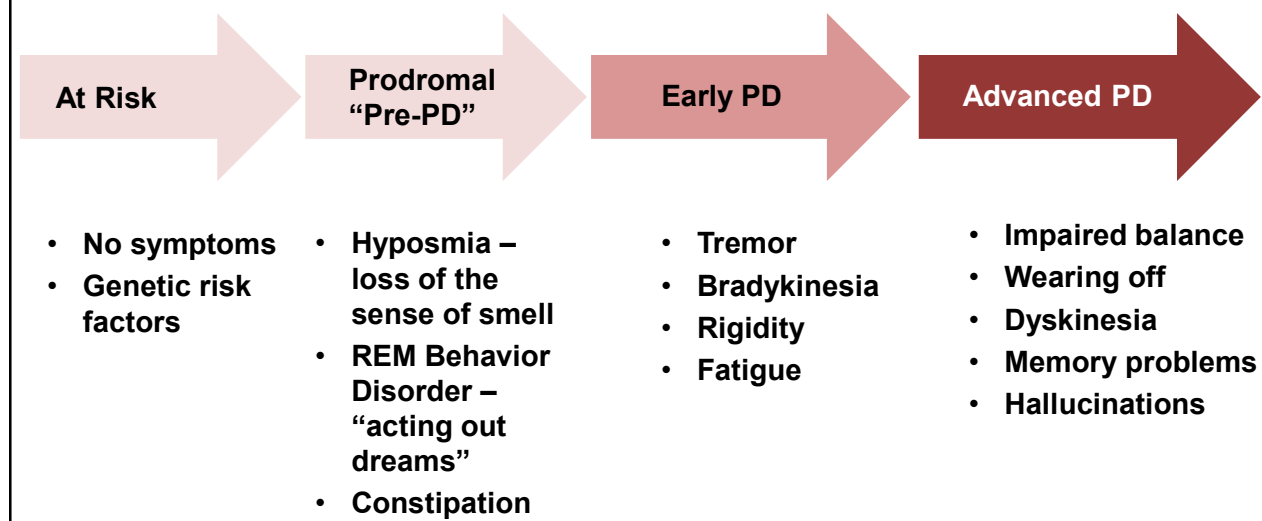 At Risk
Prodromal
“Pre-PD”
Early PD
Advanced PD
• No symptoms
• Genetic risk
factors
• Hyposmia –
loss of the
sense of smell
• REM Behavior
Disorder –
“acting out
dreams”
• Constipation
• Tremor
• Bradykinesia
• Rigidity
• Fatigue
• Impaired balance
• Wearing off
• Dyskinesia
• Memory problems
• Hallucinations